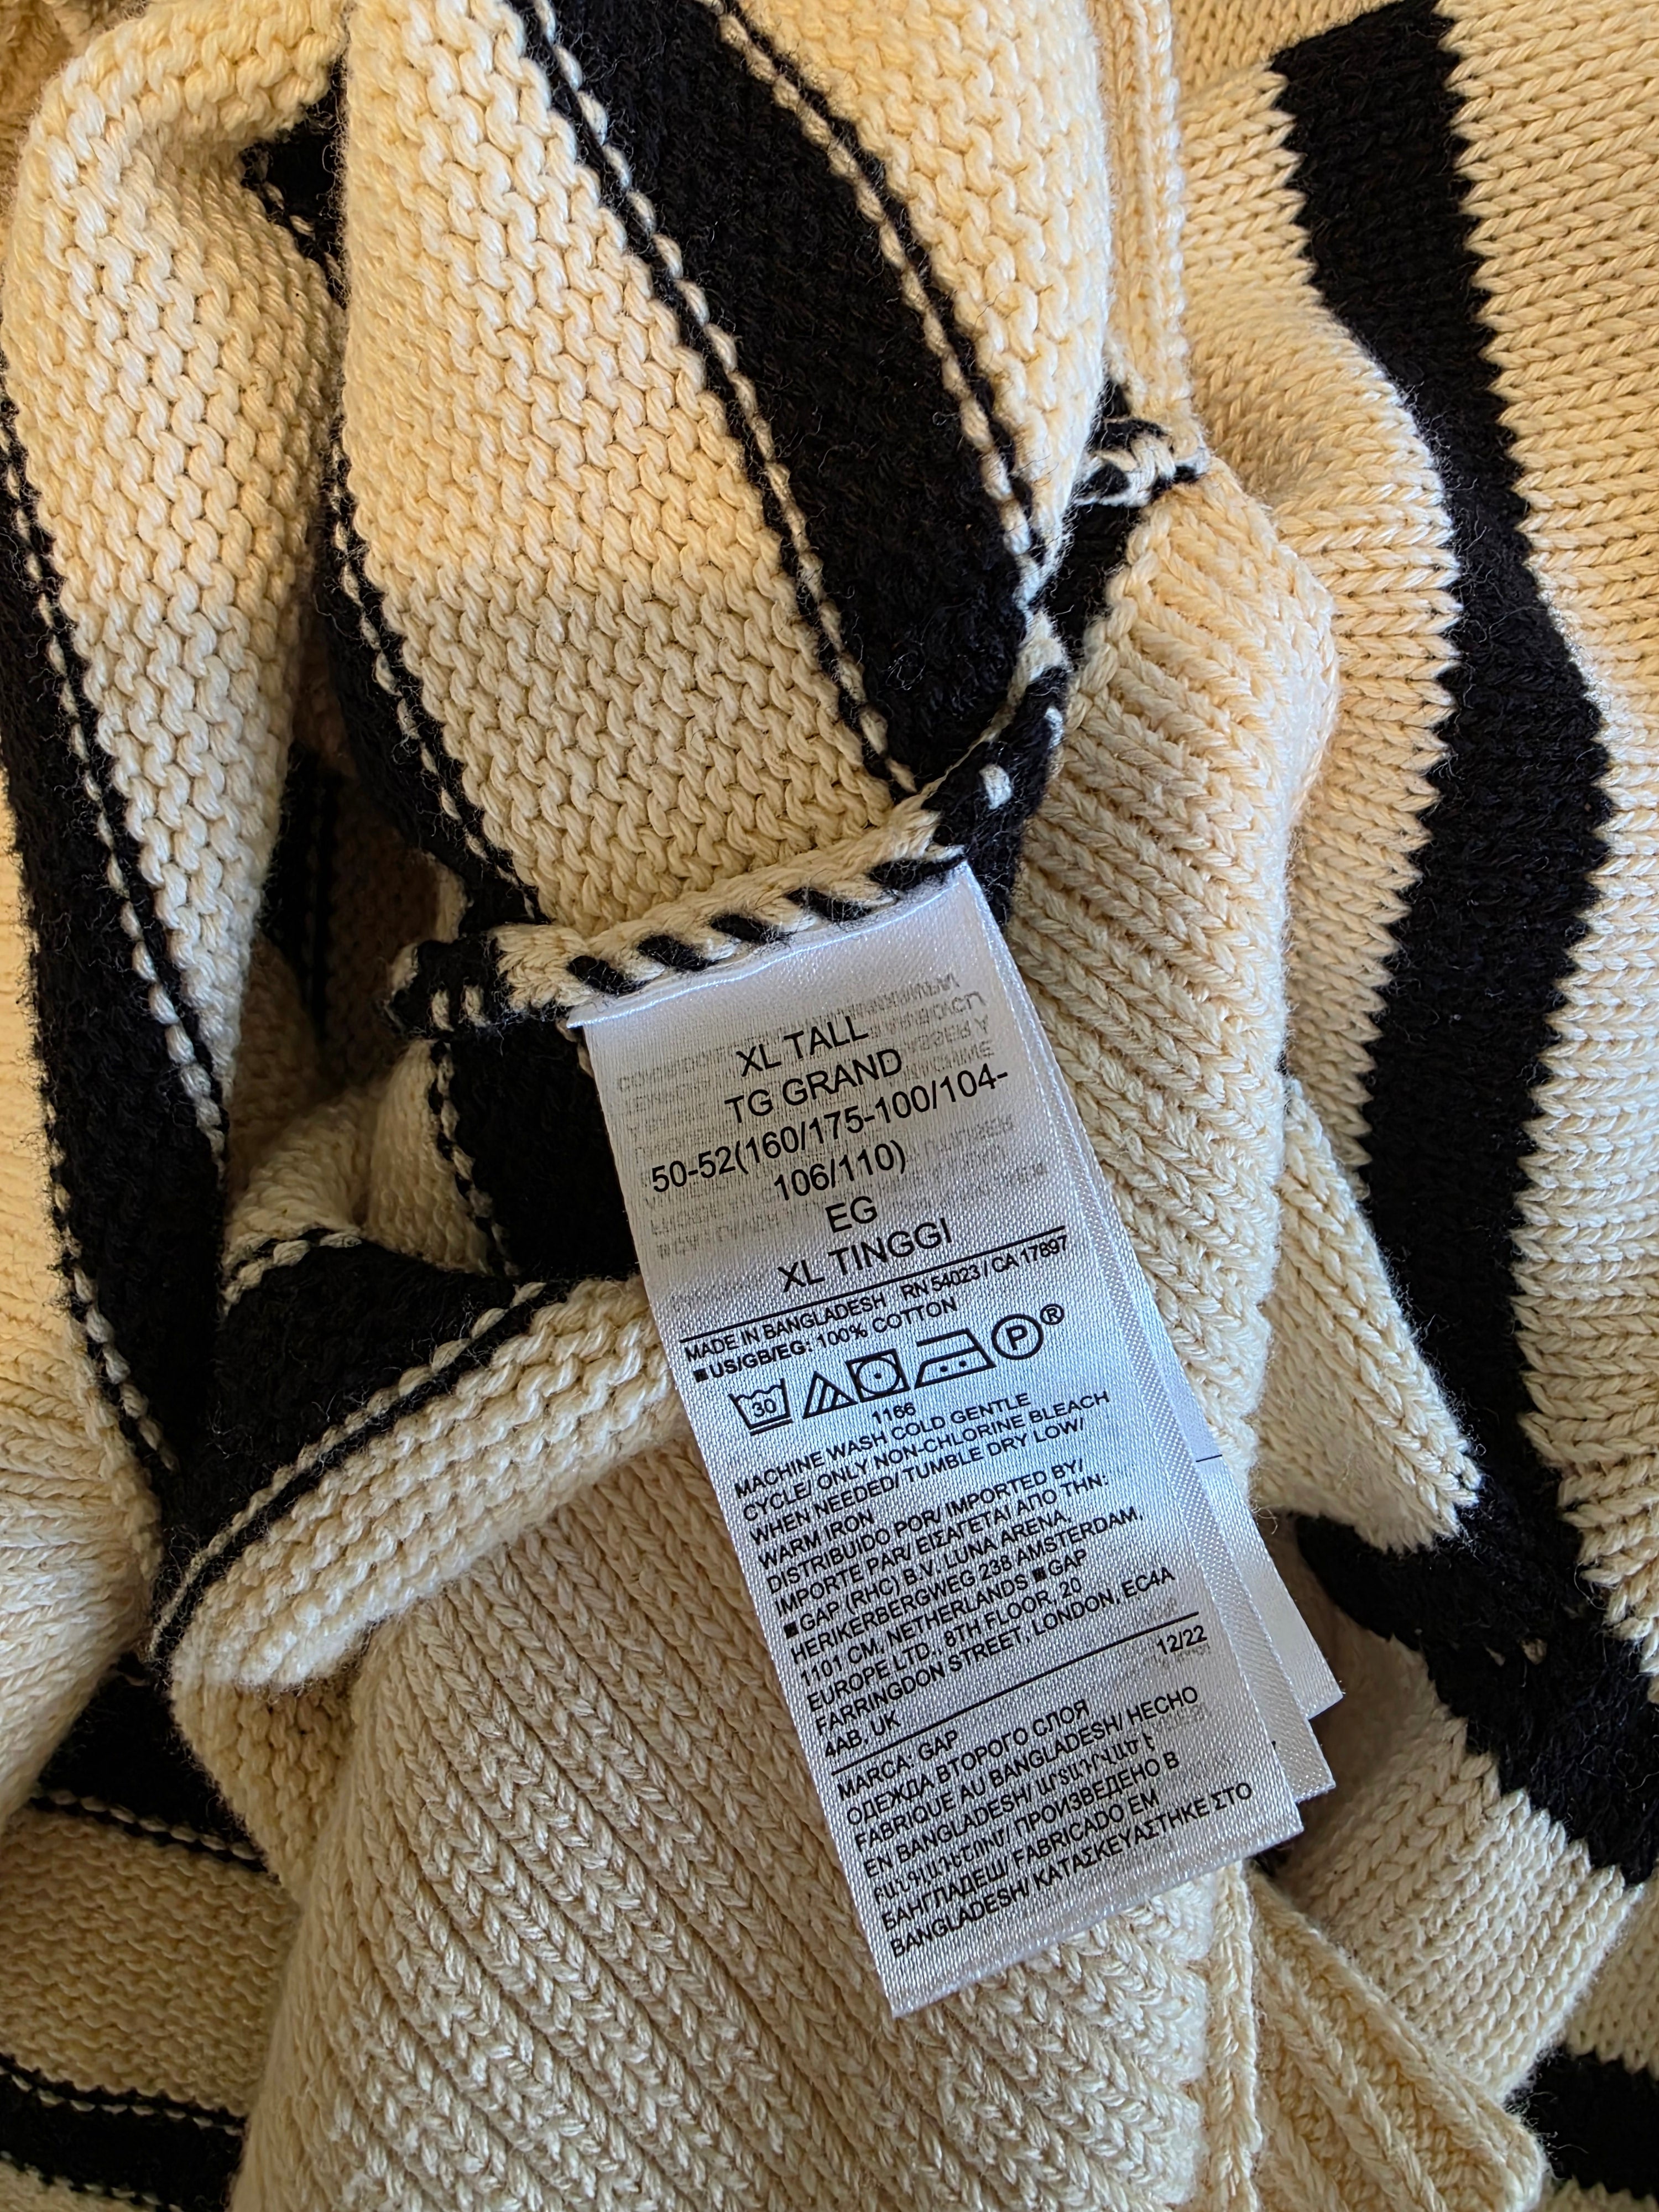 XL TALL
TG GRAND
50-52(160/175-100/104-
106/110)
EG
XL TINGGI
MADE IN BANGLADESH RN 54023 / CA 17897
■US/GB/EG: 100% COTTON
30 P ®
1166
MACHINE WASH COLD GENTLE
CYCLE/ ONLY NON-CHLORINE BLEACH
WHEN NEEDED/ TUMBLE DRY LOW/
WARM IRON
DISTRIBUIDO POR/ IMPORTED BY/
IMPORTE PAR/ ΕΙΣΑΓΕΤΑΙ ΑΠΟ ΤΗΝ:
■GAP (RHC) B.V. LUNA ARENA,
HERIKERBERGWEG 238 AMSTERDAM,
1101 CM, NETHERLANDS ■GAP
EUROPE LTD. 8TH FLOOR, 20
FARRINGDON STREET, LONDON, EC4A
4AB, UK
12/22
MARCA: GAP
ОДЕЖДА ВТОРОГО СЛОЯ
FABRIQUE AU BANGLADESH/ HECHO
EN BANGLADESH/ ԱՐՏԱԴՐՎԱԾ Է
ԲԱՆԳԼԱԴԵՇՈՒՄ/ ПРОИЗВЕДЕНО В
БАНГЛАДЕШ/ FABRICADO EM
BANGLADESH/ ΚΑΤΑΣΚΕΥΑΣΤΗΚΕ ΣΤΟ